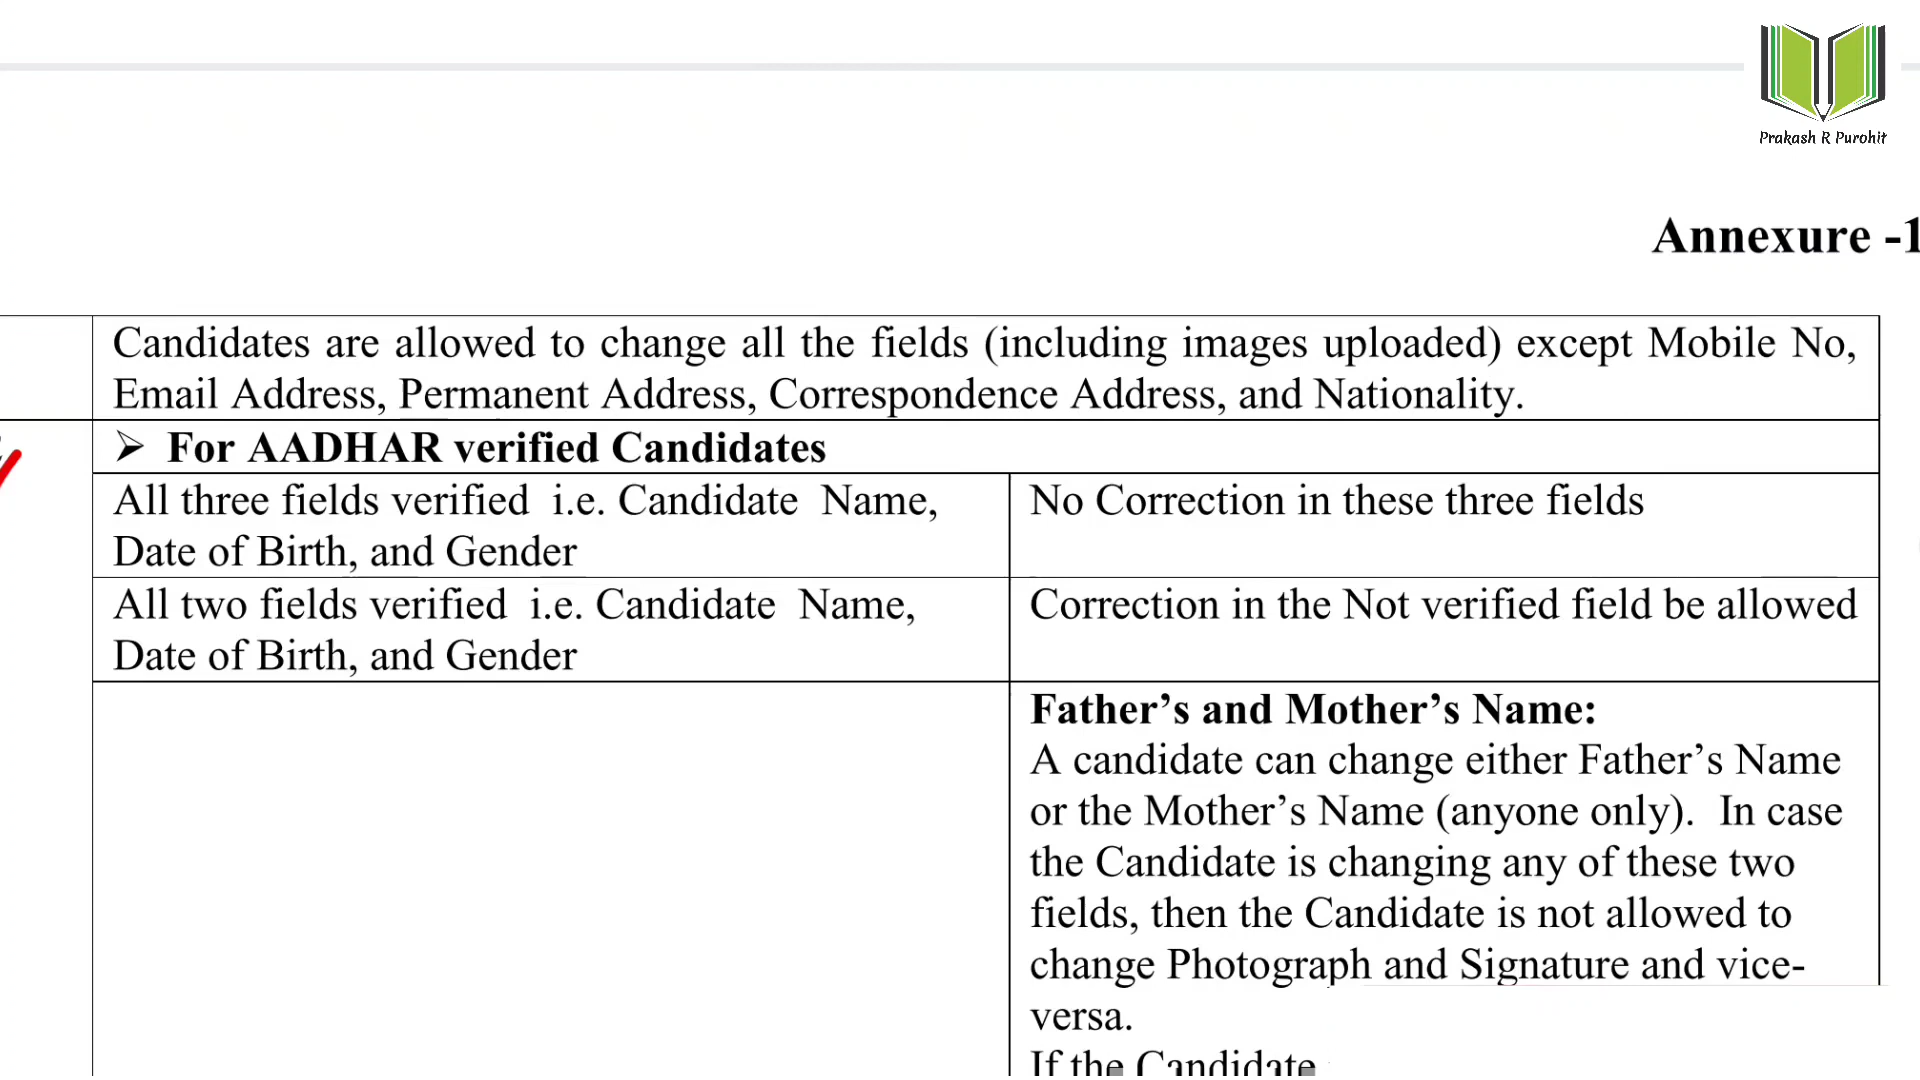 Prakash R Purohit
Annexure -1
Candidates are allowed to change all the fields (including images uploaded) except Mobile No,
Email Address, Permanent Address, Correspondence Address, and Nationality.
➢ For AADHAR verified Candidates
All three fields verified i.e. Candidate Name,
Date of Birth, and Gender
No Correction in these three fields
All two fields verified i.e. Candidate Name,
Date of Birth, and Gender
Correction in the Not verified field be allowed
Father’s and Mother’s Name:
A candidate can change either Father’s Name
or the Mother’s Name (anyone only). In case
the Candidate is changing any of these two
fields, then the Candidate is not allowed to
change Photograph and Signature and vice-
versa.
If the Candidate